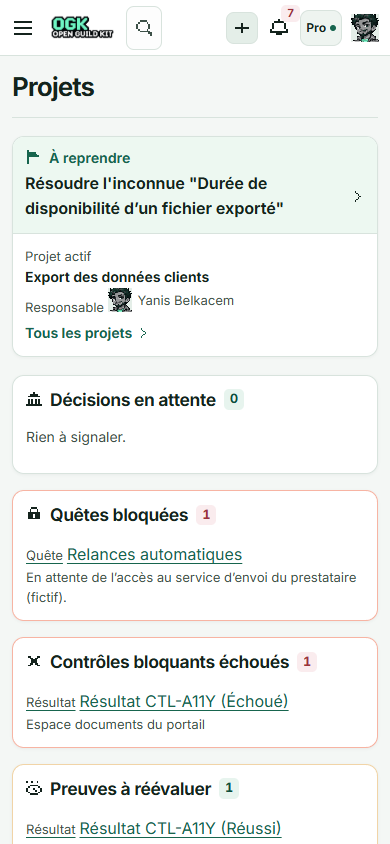 OGK
OPEN GUILD KIT
7
Pro
Projets
À reprendre
Résoudre l'inconnue "Durée de
disponibilité d’un fichier exporté"
Projet actif
Export des données clients
Responsable Yanis Belkacem
Tous les projets
Décisions en attente 0
Rien à signaler.
Quêtes bloquées 1
Quête Relances automatiques
En attente de l’accès au service d’envoi du prestataire
(fictif).
Contrôles bloquants échoués 1
Résultat Résultat CTL-A11Y (Échoué)
Espace documents du portail
Preuves à réévaluer 1
Résultat Résultat CTL-A11Y (Réussi)